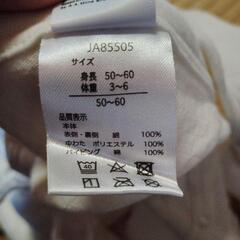 JA85505
サイズ
身長 50~60
体重 3~6
50~60
品質表示
本体
表側・裏側 綿 100%
中わた ポリエステル 100%
パイピング 綿 100%
40